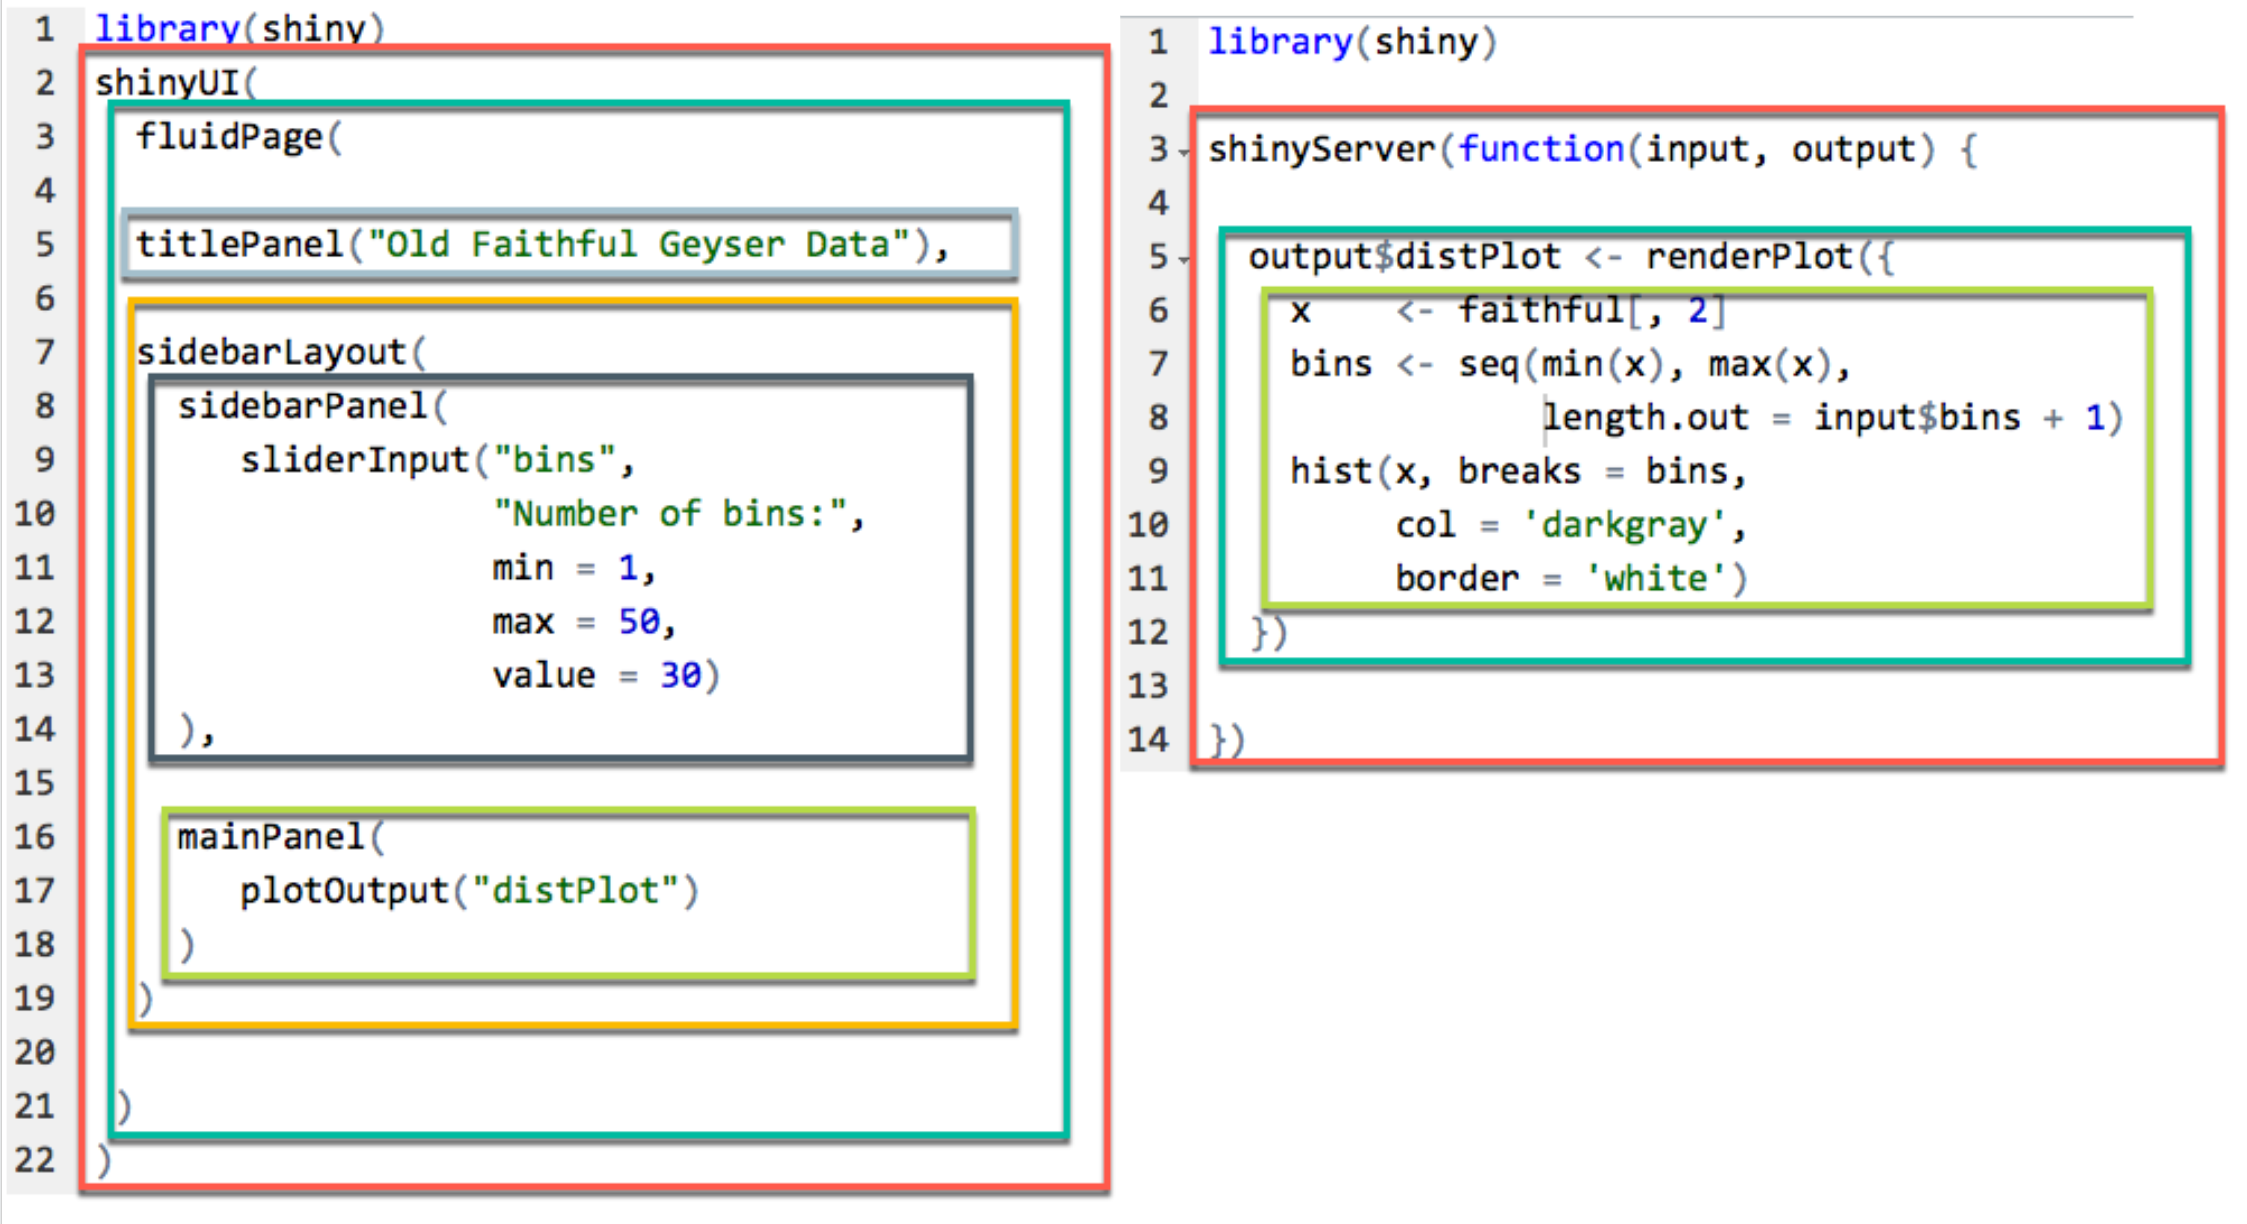 1 library(shiny)
2 shinyUI(
3 fluidPage(
4
5 titlePanel("Old Faithful Geyser Data"),
6
7 sidebarLayout(
8 sidebarPanel(
9 sliderInput("bins",
10 "Number of bins:",
11 min = 1,
12 max = 50,
13 value = 30)
14 ),
15
16 mainPanel(
17 plotOutput("distPlot")
18 )
19 )
20
21 )
22 )
1 library(shiny)
2
3 shinyServer(function(input, output) {
4
5 output$distPlot <- renderPlot({
6 x <- faithful[, 2]
7 bins <- seq(min(x), max(x),
8 length.out = input$bins + 1)
9 hist(x, breaks = bins,
10 col = 'darkgray',
11 border = 'white')
12 })
13
14 })